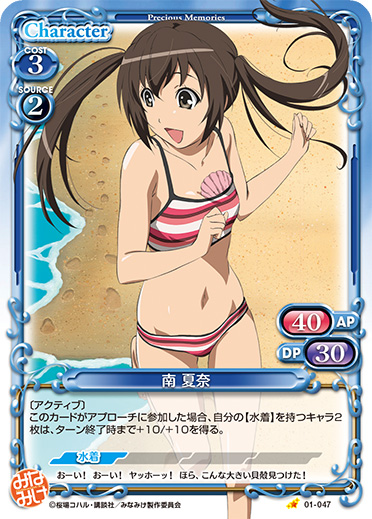 Precious Memories
Character
COST
3
SOURCE
2
40 AP
DP 30
南 夏奈
［アクティブ］
このカードがアプローチに参加した場合、自分の【水着】を持つキャラ2
枚は、ターン終了時まで+10/+10を得る。
水着
おーい! おーい! ヤッホーッ! ほら、こんな大きい貝殻見つけた!
みなみけ
©桜場コハル・講談社/みなみけ製作委員会
01-047